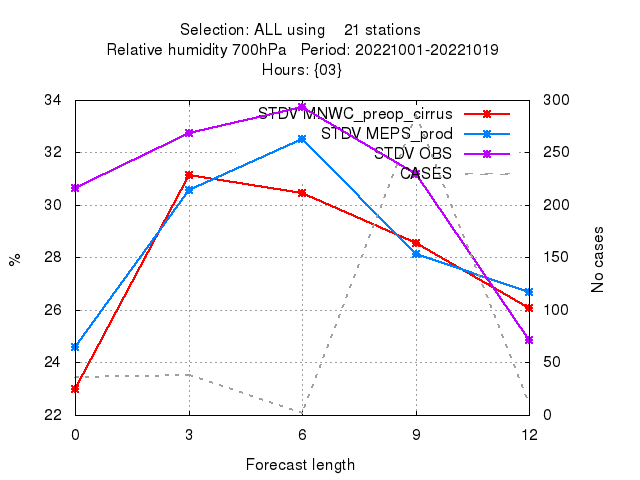 Selection: ALL using    21 stations
Relative humidity 700hPa   Period: 20221001-20221019
Hours: {03}
STDV MNWC_preop_cirrus
STDV MEPS_prod
STDV OBS
CASES
34
32
30
28
26
24
22
%
300
250
200
150
100
50
0
No cases
0 3 6 9 12
Forecast length